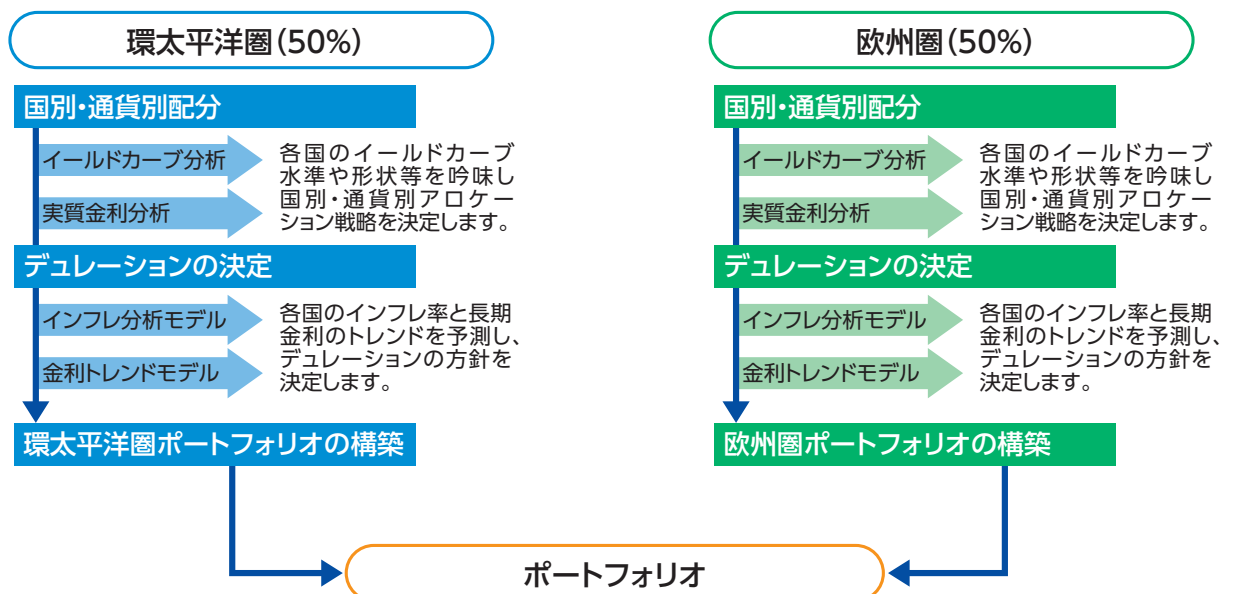 環太平洋圏(50%)
国別・通貨別配分
イールドカーブ分析
実質金利分析
各国のイールドカーブ
水準や形状等を吟味し
国別・通貨別アロケー
ション戦略を決定します。
デュレーションの決定
インフレ分析モデル
金利トレンドモデル
各国のインフレ率と長期
金利のトレンドを予測し、
デュレーションの方針を
決定します。
環太平洋圏ポートフォリオの構築
欧州圏(50%)
国別・通貨別配分
イールドカーブ分析
実質金利分析
各国のイールドカーブ
水準や形状等を吟味し
国別・通貨別アロケー
ション戦略を決定します。
デュレーションの決定
インフレ分析モデル
金利トレンドモデル
各国のインフレ率と長期
金利のトレンドを予測し、
デュレーションの方針を
決定します。
欧州圏ポートフォリオの構築
ポートフォリオ